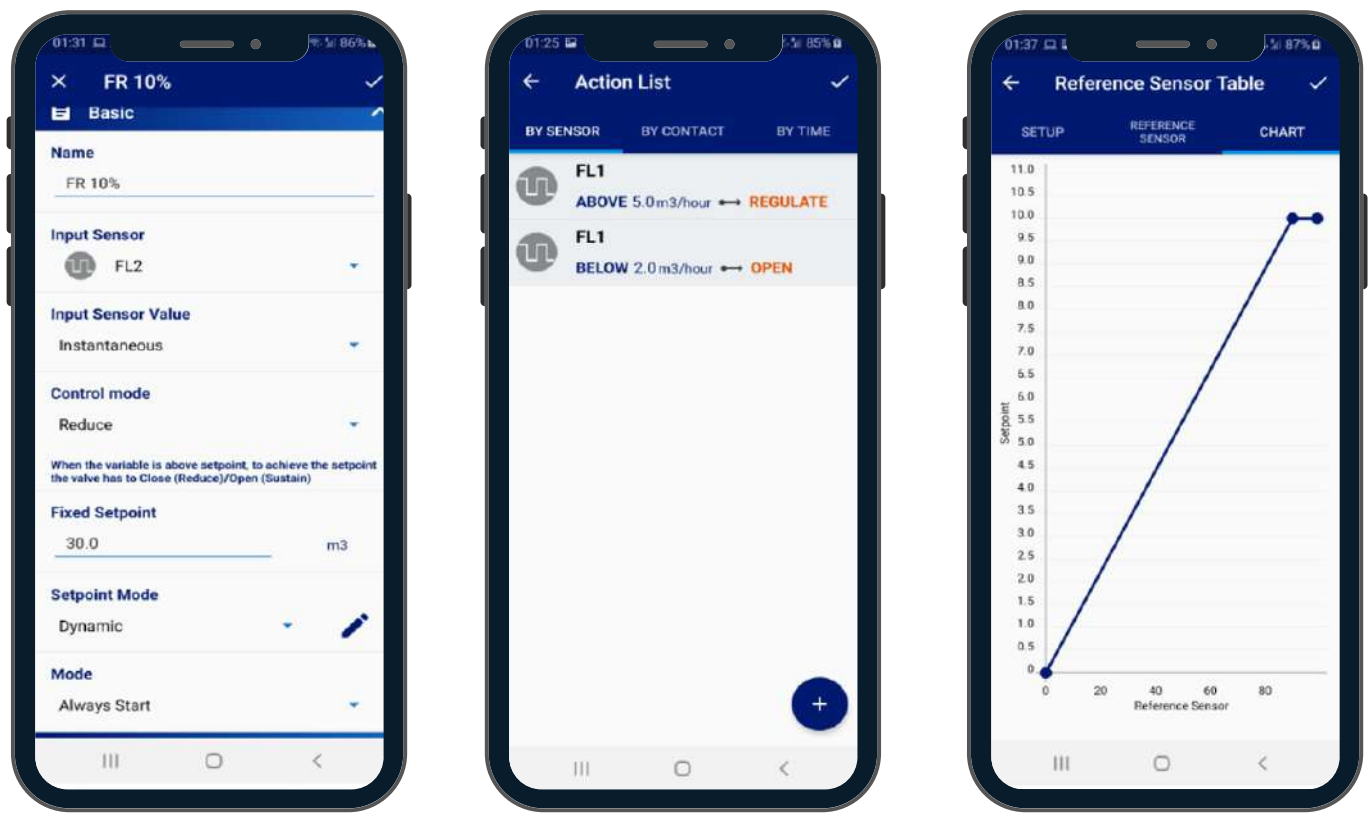 01:31
86%
FR 10%
Basic
Name
FR 10%
Input Sensor
FL2
Input Sensor Value
Instantaneous
Control mode
Reduce
When the variable is above setpoint, to achieve the setpoint
the valve has to Close (Reduce)/Open (Sustain)
Fixed Setpoint
30.0 m3
Setpoint Mode
Dynamic
Mode
Always Start
01:25
85%
Action List
BY SENSOR BY CONTACT BY TIME
FL1
ABOVE 5.0m3/hour REGULATE
FL1
BELOW 2.0m3/hour OPEN
+
01:37
87%
Reference Sensor Table
SETUP REFERENCE SENSOR CHART
11.0
10.5
10.0
9.5
9.0
8.5
8.0
7.5
7.0
6.5
6.0
5.5
5.0
4.5
4.0
3.5
3.0
2.5
2.0
1.5
1.0
0.5
0
Setpoint
0 20 40 60 80
Reference Sensor